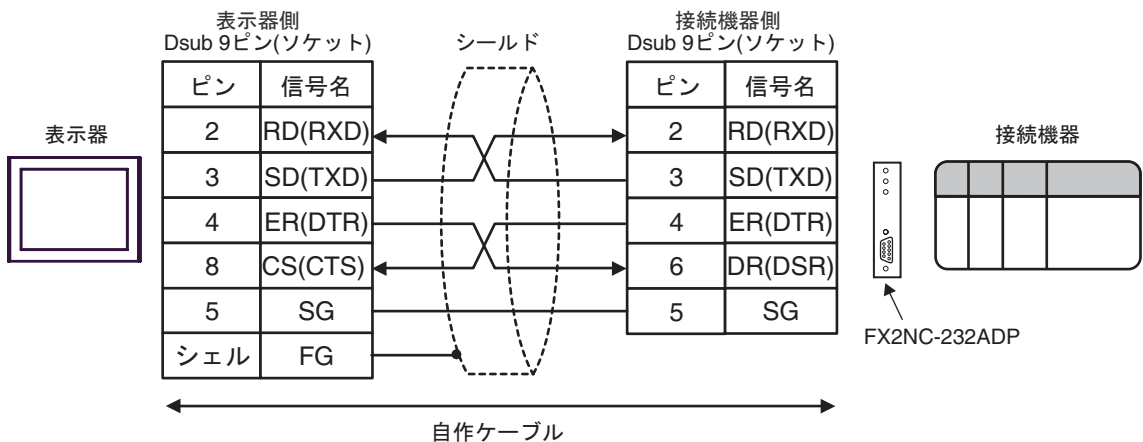 表示器側
Dsub 9ピン(ソケット)
シールド
接続機器側
Dsub 9ピン(ソケット)
ピン 信号名
2 RD(RXD)
3 SD(TXD)
4 ER(DTR)
8 CS(CTS)
5 SG
シェル FG
ピン 信号名
2 RD(RXD)
3 SD(TXD)
4 ER(DTR)
6 DR(DSR)
5 SG
表示器
接続機器
FX2NC-232ADP
自作ケーブル